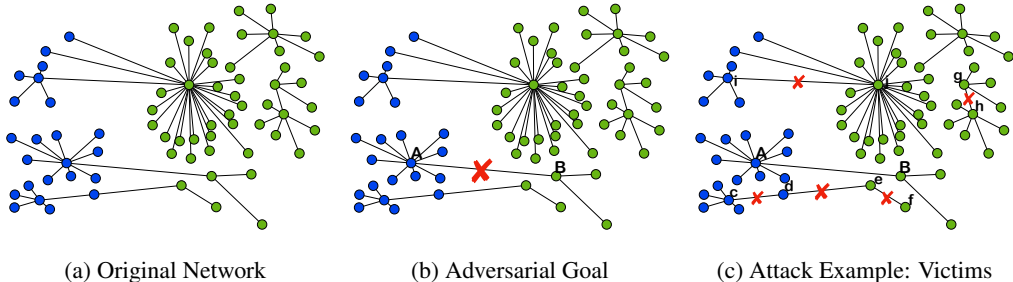 A
B
i
j
g
h
A
B
c
d
e
f
(a) Original Network
(b) Adversarial Goal
(c) Attack Example: Victims